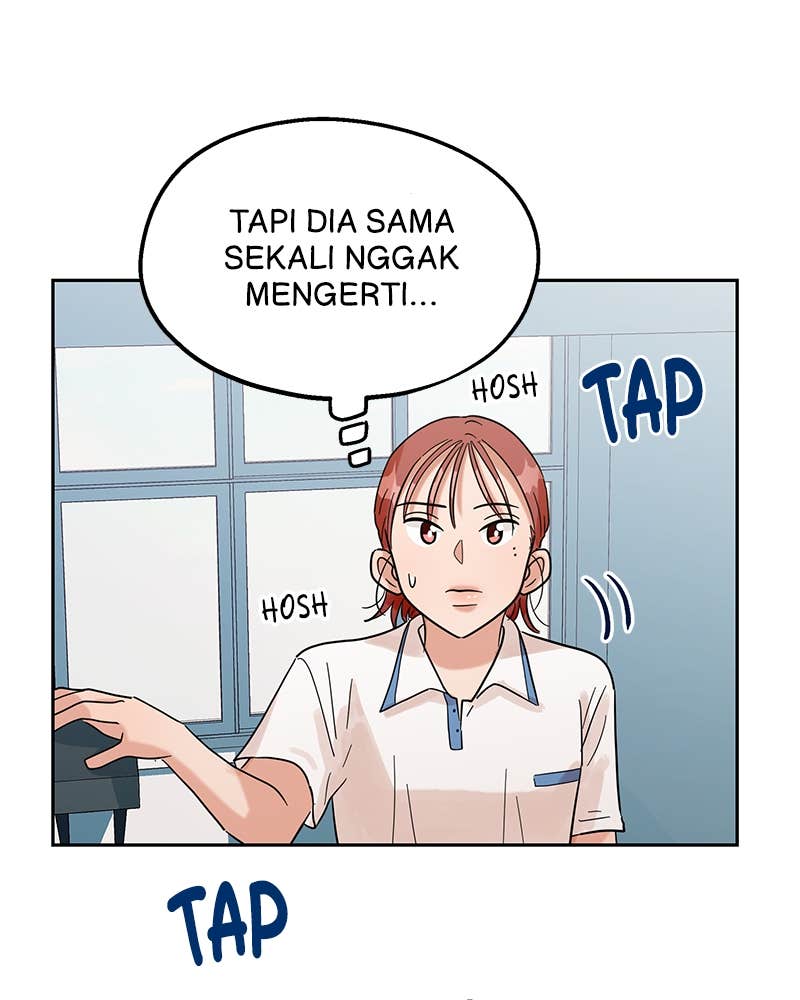 TAPI DIA SAMA
SEKALI NGGAK
MENGERTI...
HOSH
TAP
HOSH
TAP